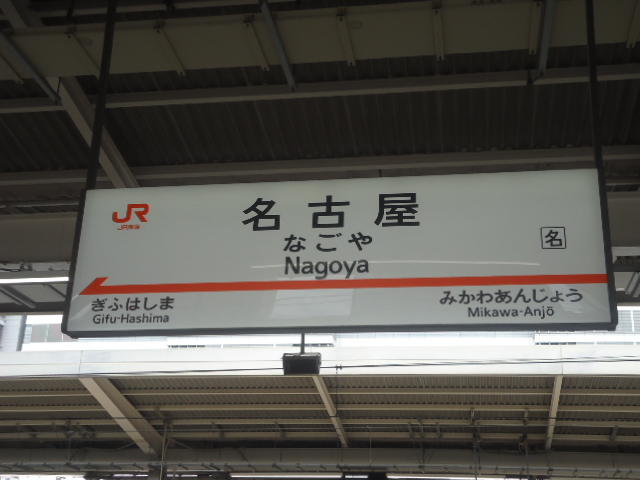 JR
JR東海
名古屋
なごや
Nagoya
名
ぎふはしま
Gifu-Hashima
みかわあんじょう
Mikawa-Anjō